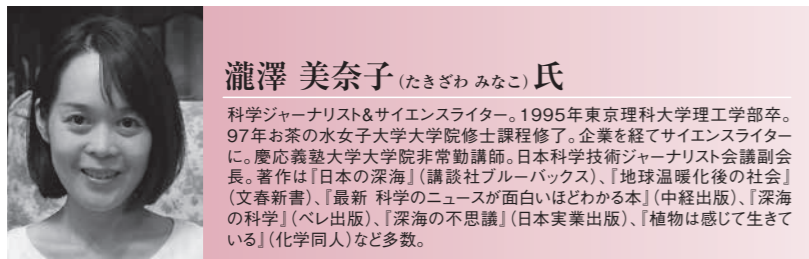 瀧澤 美奈子(たきざわ みなこ)氏
科学ジャーナリスト&サイエンスライター。1995年東京理科大学理工学部卒。
97年お茶の水女子大学大学院修士課程修了。企業を経てサイエンスライター
に。慶応義塾大学大学院非常勤講師。日本科学技術ジャーナリスト会議副会
長。著作は『日本の深海』(講談社ブルーバックス)、『地球温暖化後の社会』
(文春新書)、『最新 科学のニュースが面白いほどわかる本』(中経出版)、『深海
の科学』(ベレ出版)、『深海の不思議』(日本実業出版)、『植物は感じて生きて
いる』(化学同人)など多数。